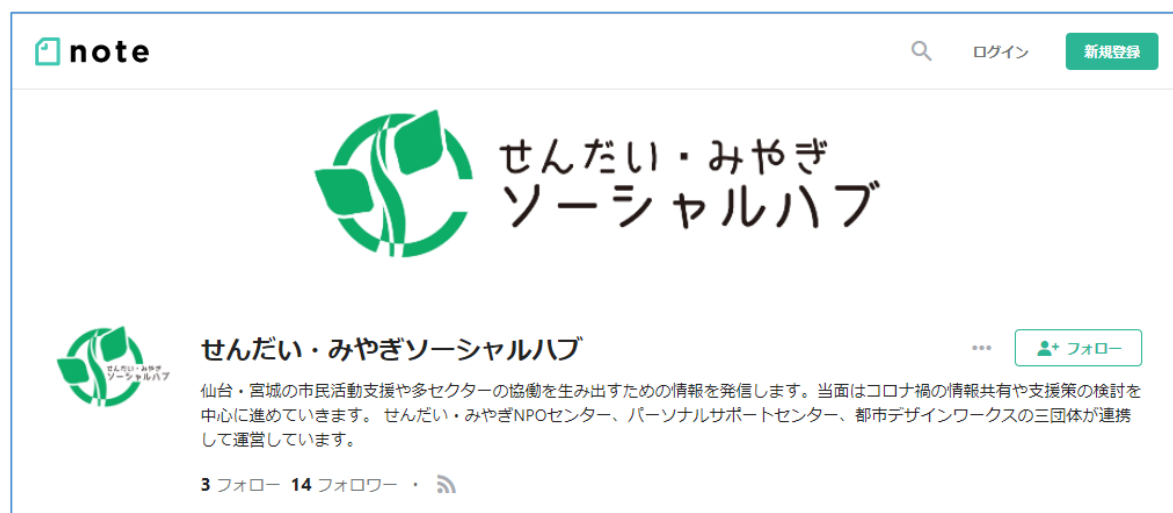 note
ログイン
新規登録
せんだい・みやぎ
ソーシャルハブ
せんだい・みやぎ
ソーシャルハブ
せんだい・みやぎソーシャルハブ
フォロー
仙台・宮城の市民活動支援や多セクターの協働を生み出すための情報を発信します。当面はコロナ禍の情報共有や支援策の検討を
中心に進めていきます。 せんだい・みやぎNPOセンター、パーソナルサポートセンター、都市デザインワークスの三団体が連携
して運営しています。
3 フォロー 14 フォロワー ・